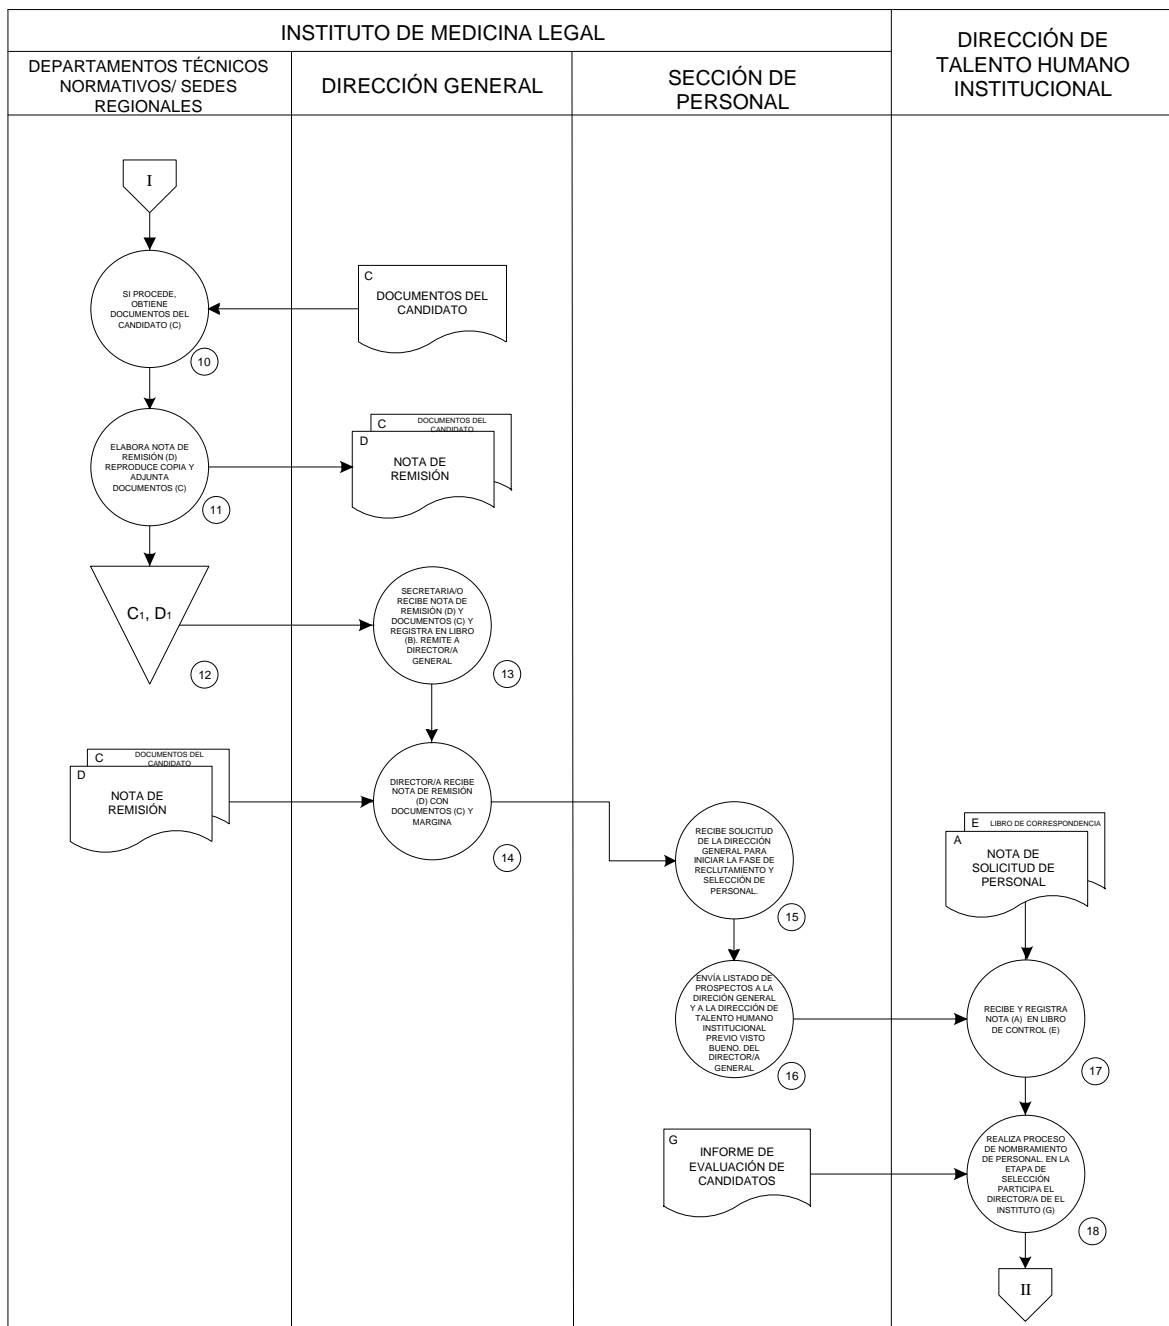 INSTITUTO DE MEDICINA LEGAL
DIRECCIÓN DE
TALENTO HUMANO
INSTITUCIONAL
DEPARTAMENTOS TÉCNICOS
NORMATIVOS/ SEDES
REGIONALES
DIRECCIÓN GENERAL
SECCIÓN DE
PERSONAL
I
SI PROCEDE,
OBTIENE
DOCUMENTOS DEL
CANDIDATO (C)
10
C
DOCUMENTOS DEL
CANDIDATO
ELABORA NOTA DE
REMISIÓN (D)
REPRODUCE COPIA Y
ADJUNTA
DOCUMENTOS (C)
11
C
DOCUMENTOS DEL
CANDIDATO
D
NOTA DE
REMISIÓN
C1, D1
12
SECRETARIA/O
RECIBE NOTA DE
REMISIÓN (D) Y
DOCUMENTOS (C) Y
REGISTRA EN LIBRO
(B). REMITE A
DIRECTOR/A
GENERAL
13
C
DOCUMENTOS DEL
CANDIDATO
D
NOTA DE
REMISIÓN
DIRECTOR/A RECIBE
NOTA DE REMISIÓN
(D) CON
DOCUMENTOS (C) Y
MARGINA
14
RECIBE SOLICITUD
DE LA DIRECCIÓN
GENERAL PARA
INICIAR LA FASE DE
RECLUTAMIENTO Y
SELECCIÓN DE
PERSONAL.
15
E LIBRO DE CORRESPONDENCIA
A
NOTA DE
SOLICITUD DE
PERSONAL
ENVÍA LISTADO DE
PROSPECTOS A LA
DIRECIÓN GENERAL
Y A LA DIRECCIÓN DE
TALENTO HUMANO
INSTITUCIONAL
PREVIO VISTO
BUENO. DEL
DIRECTOR/A
GENERAL
16
RECIBE Y REGISTRA
NOTA (A) EN LIBRO
DE CONTROL (E)
17
G
INFORME DE
EVALUACIÓN DE
CANDIDATOS
REALIZA PROCESO
DE NOMBRAMIENTO
DE PERSONAL. EN LA
ETAPA DE
SELECCIÓN
PARTICIPA EL
DIRECTOR/A DE EL
INSTITUTO (G)
18
II